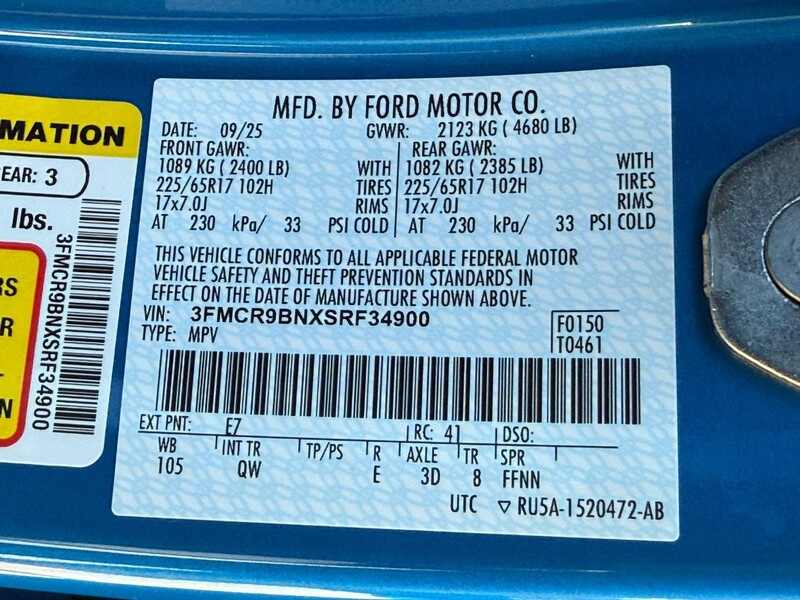 MATION
EAR: 3
lbs.
RS
R
N
3FMCR9BNXSRF34900
MFD. BY FORD MOTOR CO.
DATE: 09/25 GVWR: 2123 KG ( 4680 LB)
FRONT GAWR: REAR GAWR:
1089 KG ( 2400 LB) WITH 1082 KG ( 2385 LB) WITH
225/65R17 102H TIRES 225/65R17 102H TIRES
17x7.0J RIMS 17x7.0J RIMS
AT 230 kPa/ 33 PSI COLD AT 230 kPa/ 33 PSI COLD
THIS VEHICLE CONFORMS TO ALL APPLICABLE FEDERAL MOTOR
VEHICLE SAFETY AND THEFT PREVENTION STANDARDS IN
EFFECT ON THE DATE OF MANUFACTURE SHOWN ABOVE.
VIN: 3FMCR9BNXSRF34900 F0150
TYPE: MPV T0461
EXT PNT: E7 RC: 41 DSO:
WB INT TR TP/PS R AXLE TR SPR
105 QW E 3D 8 FFNN
UTC ▽ RU5A-1520472-AB